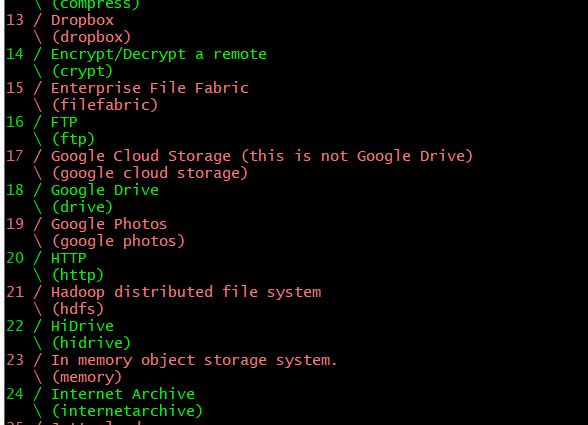 \ (compress)
13 / Dropbox
\ (dropbox)
14 / Encrypt/Decrypt a remote
\ (crypt)
15 / Enterprise File Fabric
\ (filefabric)
16 / FTP
\ (ftp)
17 / Google Cloud Storage (this is not Google Drive)
\ (google cloud storage)
18 / Google Drive
\ (drive)
19 / Google Photos
\ (google photos)
20 / HTTP
\ (http)
21 / Hadoop distributed file system
\ (hdfs)
22 / HiDrive
\ (hidrive)
23 / In memory object storage system.
\ (memory)
24 / Internet Archive
\ (internetarchive)